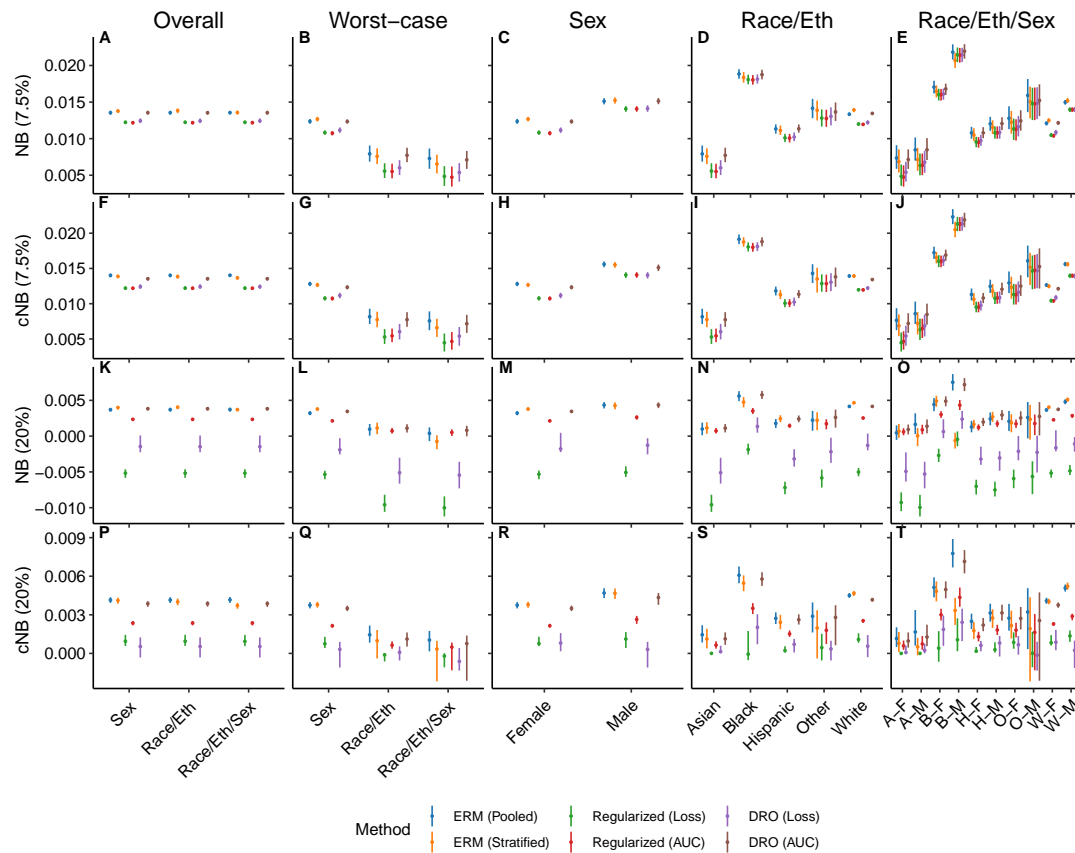 Overall Worst−case Sex Race/Eth Race/Eth/Sex
A B C D E
NB (7.5%)
0.020
0.015
0.010
0.005
F G H I J
cNB (7.5%)
0.020
0.015
0.010
0.005
K L M N O
NB (20%)
0.005
0.000
−0.005
−0.010
P Q R S T
cNB (20%)
0.009
0.006
0.003
0.000
Sex Race/Eth Race/Eth/Sex Sex Race/Eth Race/Eth/Sex Female Male Asian Black Hispanic Other White A−F A−M B−F B−M H−F H−M O−F O−M W−F W−M
Method
ERM (Pooled) Regularized (Loss) DRO (Loss)
ERM (Stratified) Regularized (AUC) DRO (AUC)